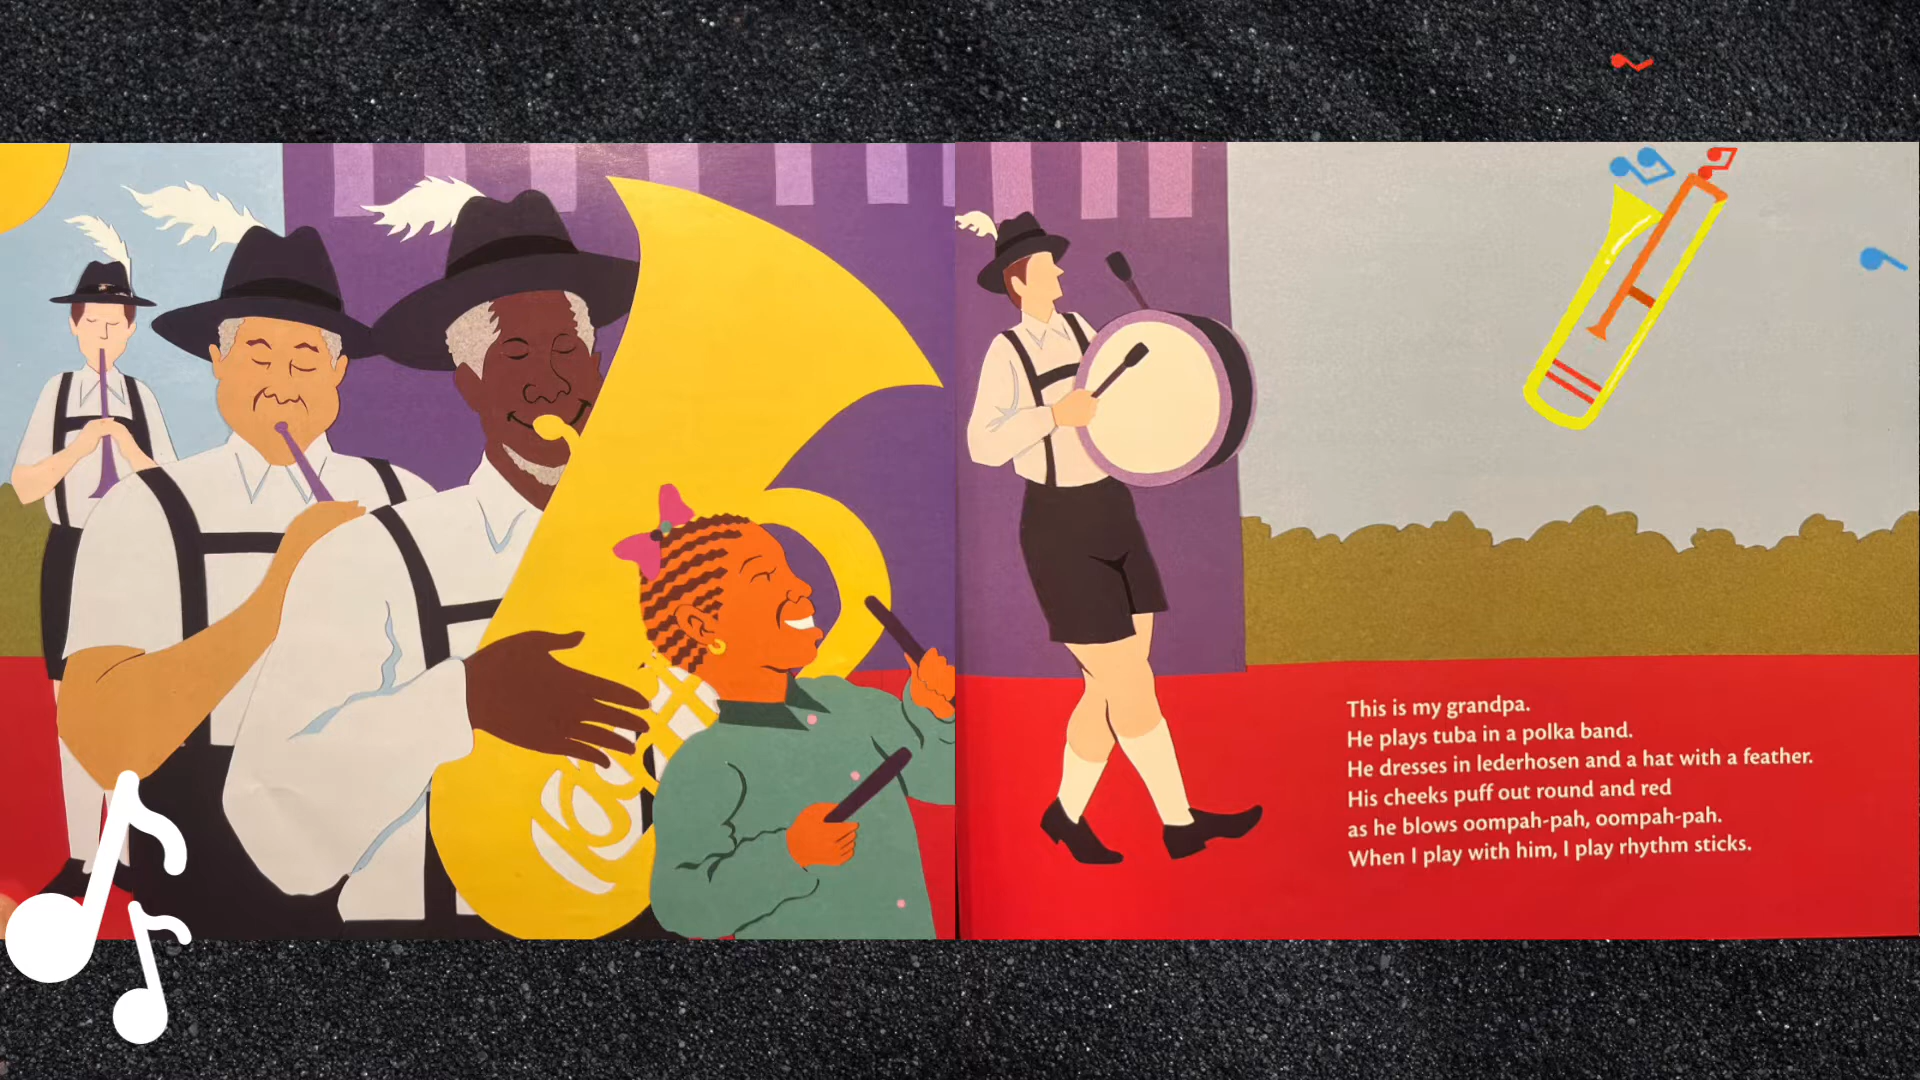 This is my grandpa.
He plays tuba in a polka band.
He dresses in lederhosen and a hat with a feather.
His cheeks puff out round and red
as he blows oompah-pah, oompah-pah.
When I play with him, I play rhythm sticks.